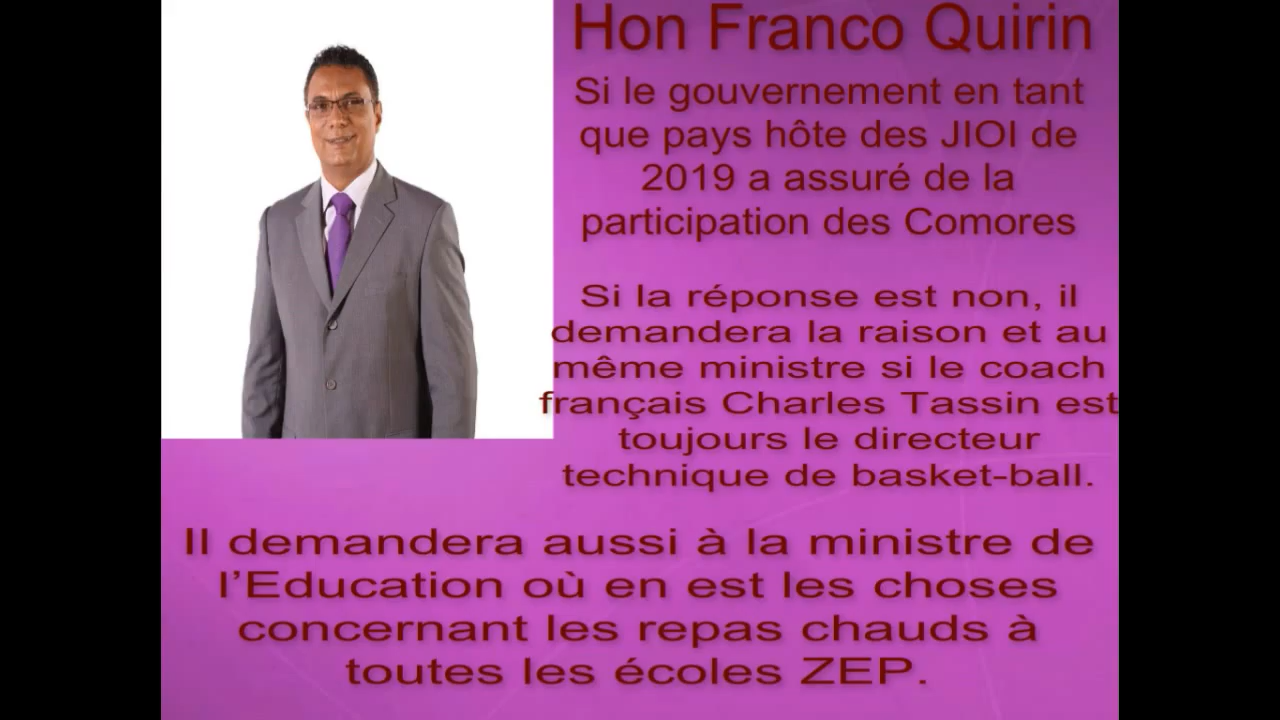 Hon Franco Quirin
Si le gouvernement en tant
que pays hôte des JIOI de
2019 a assuré de la
participation des Comores
Si la réponse est non, il
demandera la raison et au
même ministre si le coach
français Charles Tassin est
toujours le directeur
technique de basket-ball.
Il demandera aussi à la ministre de
l’Education où en est les choses
concernant les repas chauds à
toutes les écoles ZEP.